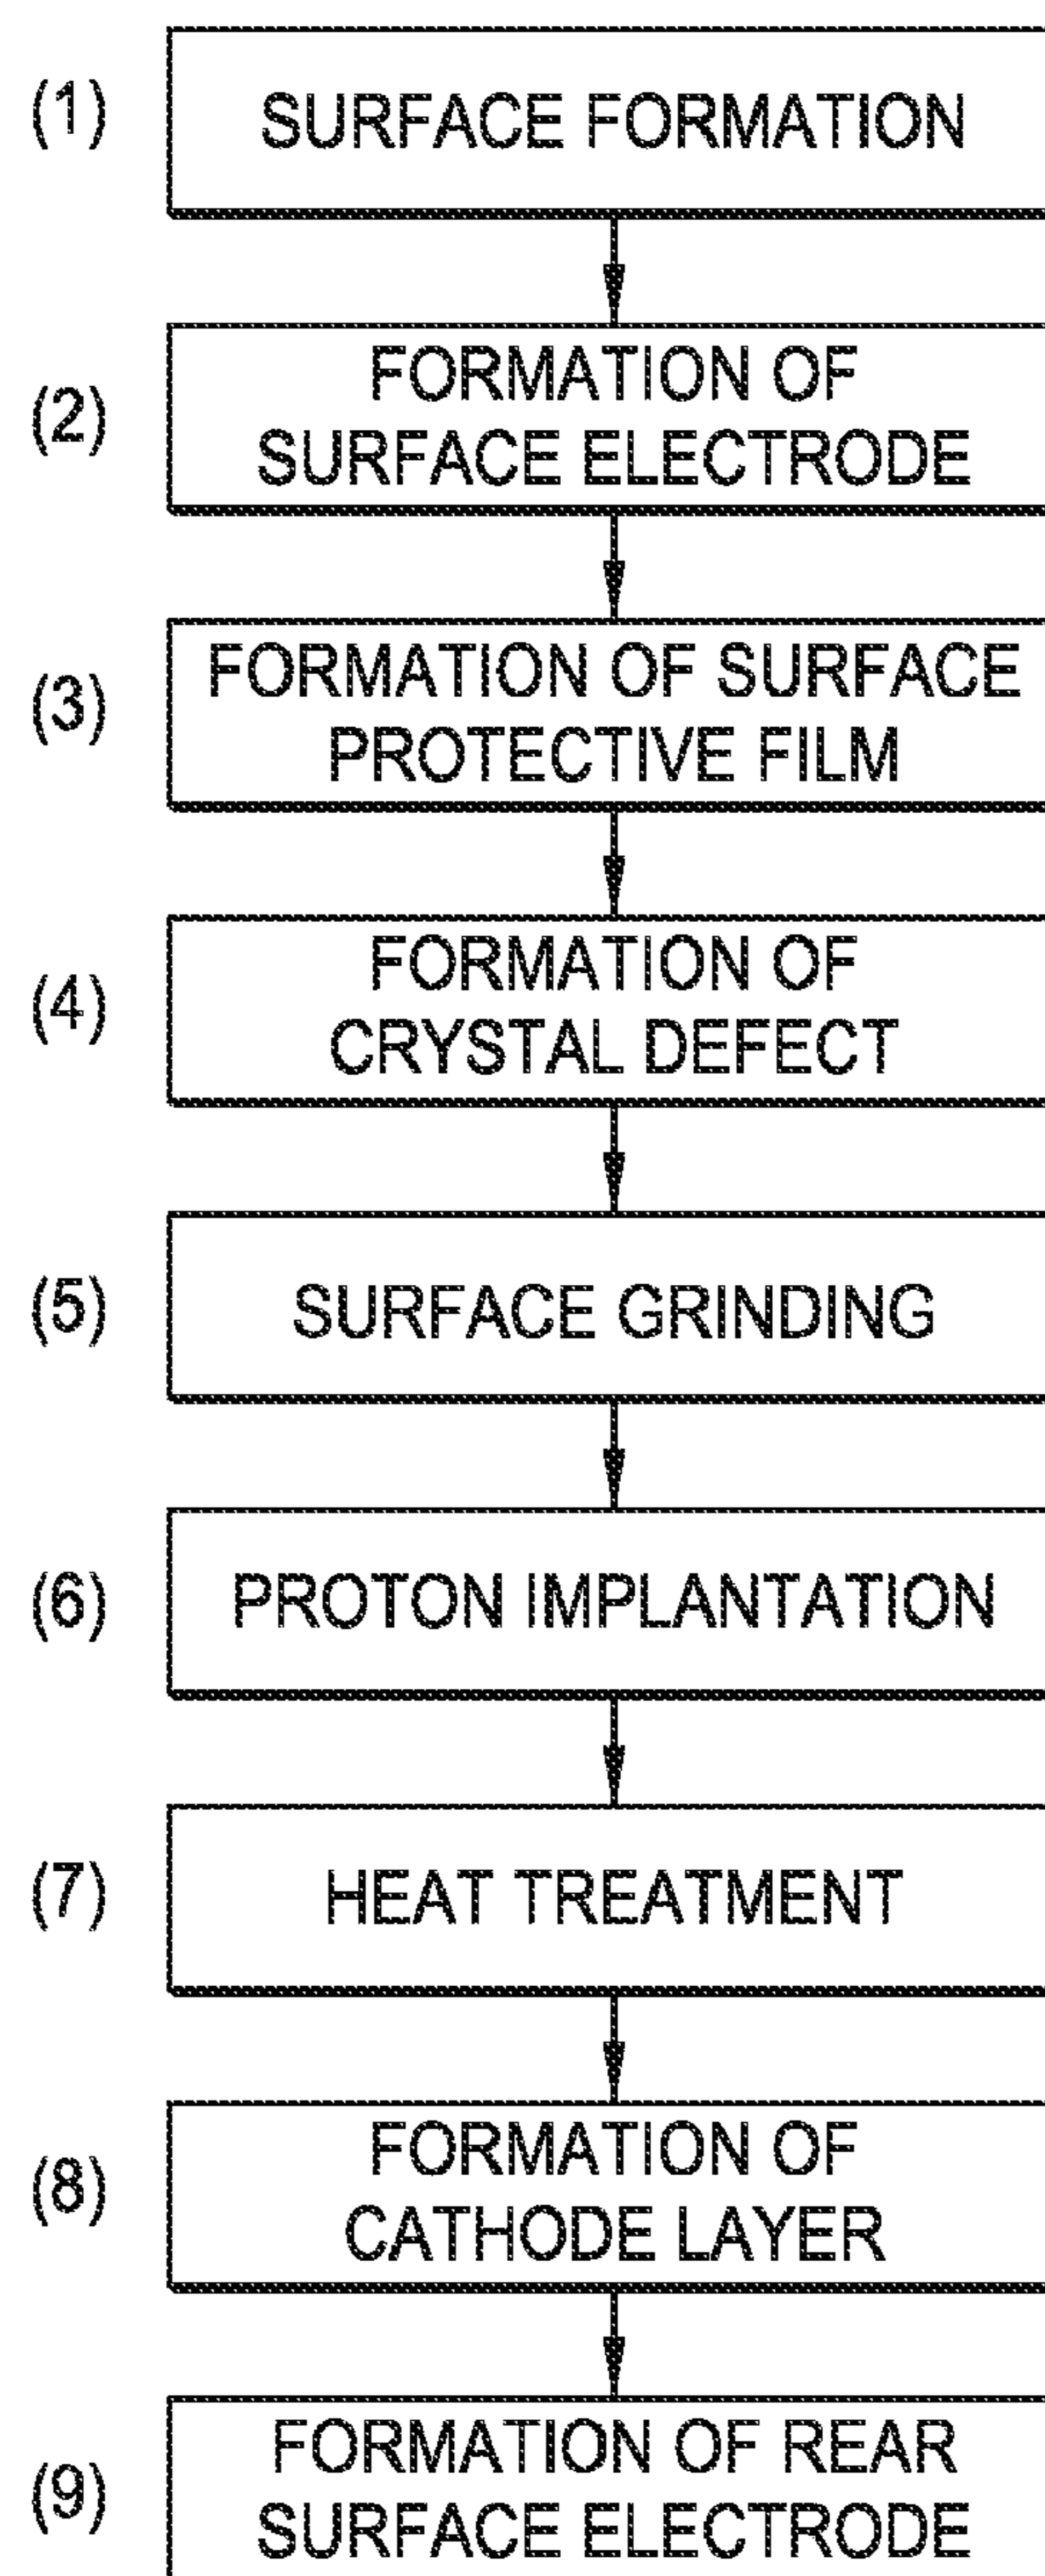 (1) SURFACE FORMATION
(2) FORMATION OF
SURFACE ELECTRODE
(3) FORMATION OF SURFACE
PROTECTIVE FILM
(4) FORMATION OF
CRYSTAL DEFECT
(5) SURFACE GRINDING
(6) PROTON IMPLANTATION
(7) HEAT TREATMENT
(8) FORMATION OF
CATHODE LAYER
(9) FORMATION OF REAR
SURFACE ELECTRODE